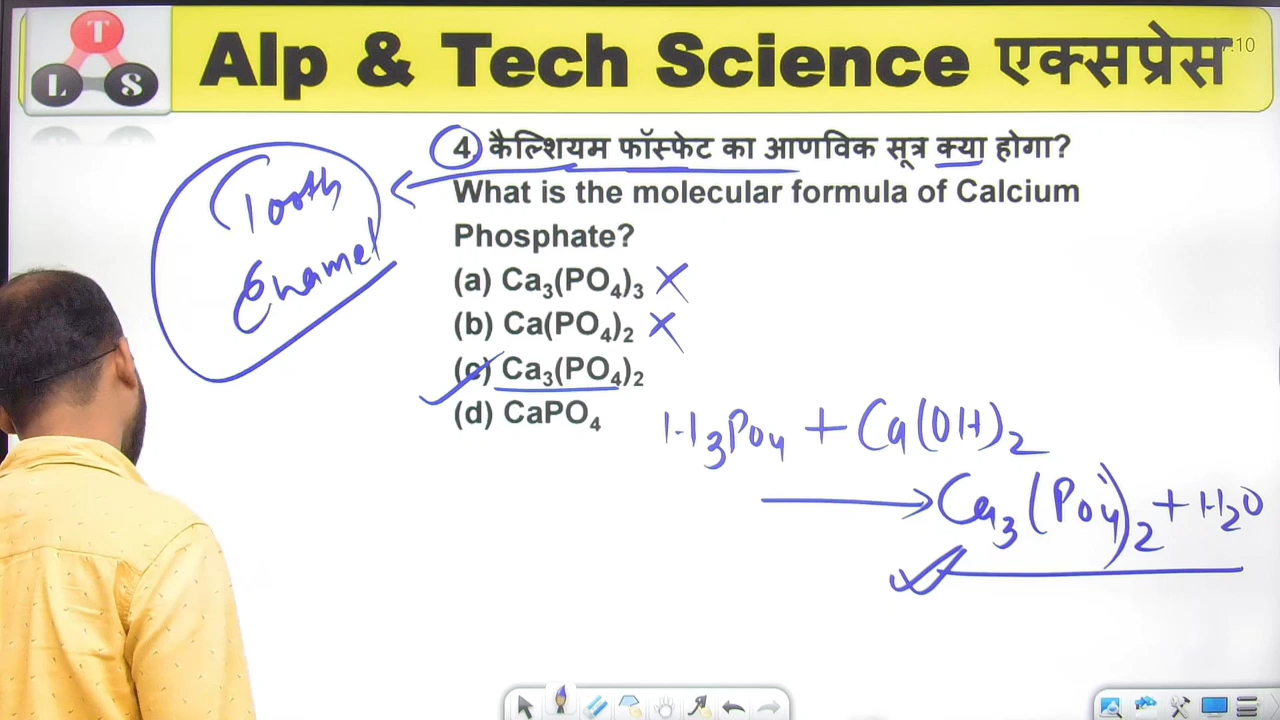 T
L S
Alp & Tech Science एक्सप्रेस
:10
4. कैल्शियम फॉस्फेट का आणविक सूत्र क्या होगा?
What is the molecular formula of Calcium
Phosphate?
(a) Ca₃(PO₄)₃
(b) Ca(PO₄)₂
(c) Ca₃(PO₄)₂
(d) CaPO₄
Tooth
Enamel
H₃PO₄ + Ca(OH)₂
→ Ca₃(PO₄)₂ + H₂O